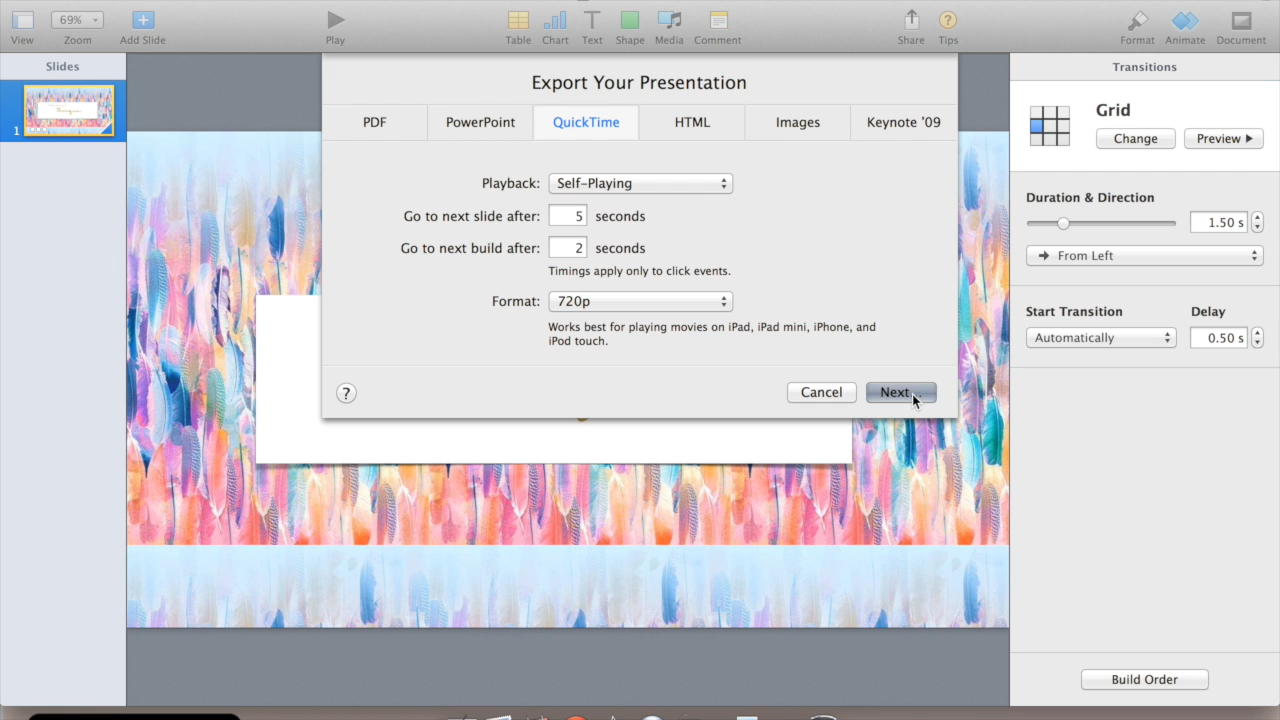 69%
View
Zoom
Add Slide
Play
Table
Chart
Text
Shape
Media
Comment
Share
Tips
Format
Animate
Document
Slides
1
Export Your Presentation
PDF
PowerPoint
QuickTime
HTML
Images
Keynote '09
Playback: Self-Playing
Go to next slide after: 5 seconds
Go to next build after: 2 seconds
Timings apply only to click events.
Format: 720p
Works best for playing movies on iPad, iPad mini, iPhone, and
iPod touch.
?
Cancel
Next
Transitions
Grid
Change
Preview
Duration & Direction
1.50 s
From Left
Start Transition
Delay
Automatically
0.50 s
Build Order